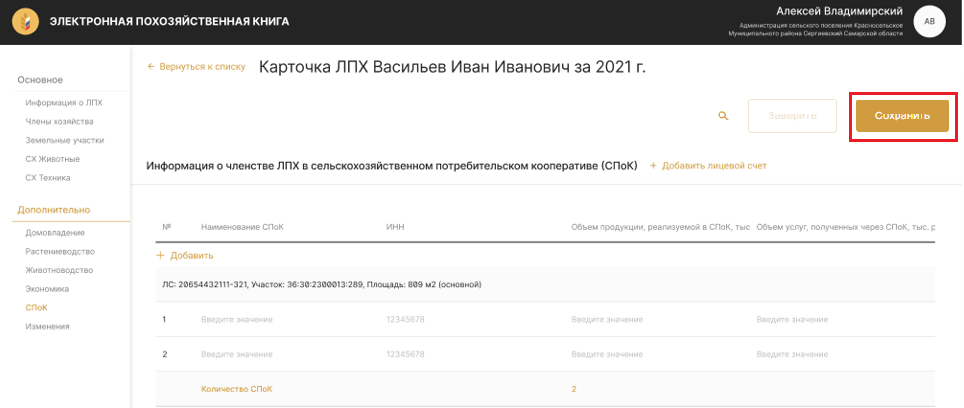 ЭЛЕКТРОННАЯ ПОХОЗЯЙСТВЕННАЯ КНИГА
Алексей Владимирский
Администрация сельского поселения Красносельское
Муниципального района Сергиевский Самарской области
АВ
← Вернуться к списку
Карточка ЛПХ Васильев Иван Иванович за 2021 г.
Основное
Информация о ЛПХ
Члены хозяйства
Земельные участки
СХ Животные
СХ Техника
Дополнительно
Домовладение
Растениеводство
Животноводство
Экономика
СПоК
Изменения
Заверить
Сохранить
Информация о членстве ЛПХ в сельскохозяйственном потребительском кооперативе (СПоК)
+ Добавить лицевой счет
№ Наименование СПоК ИНН Объем продукции, реализуемой в СПоК, тыс Объем услуг, полученных через СПоК, тыс. р
+ Добавить
ЛС: 20654432111-321, Участок: 36:30:2300013:289, Площадь: 809 м2 (основной)
1 Введите значение 12345678 Введите значение Введите значение
2 Введите значение 12345678 Введите значение Введите значение
Количество СПоК 2